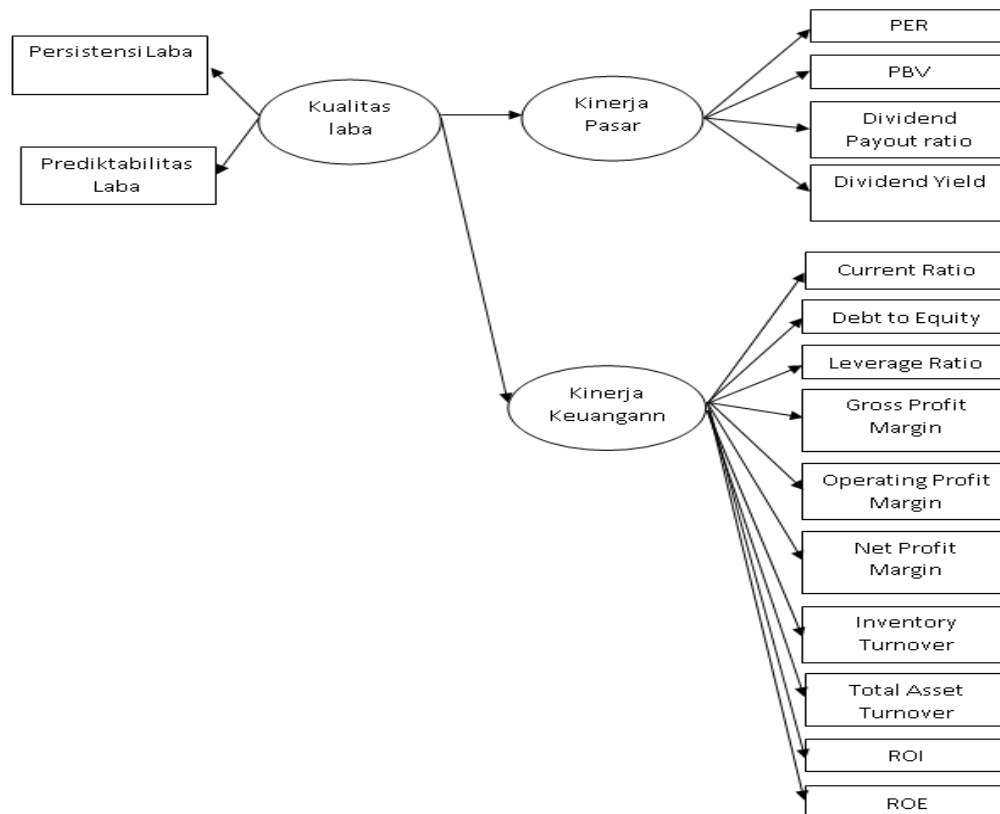 Persistensi Laba
Prediktabilitas
Laba
Kualitas
laba
Kinerja
Pasar
PER
PBV
Dividend
Payout ratio
Dividend Yield
Kinerja
Keuangann
Current Ratio
Debt to Equity
Leverage Ratio
Gross Profit
Margin
Operating Profit
Margin
Net Profit
Margin
Inventory
Turnover
Total Asset
Turnover
ROI
ROE